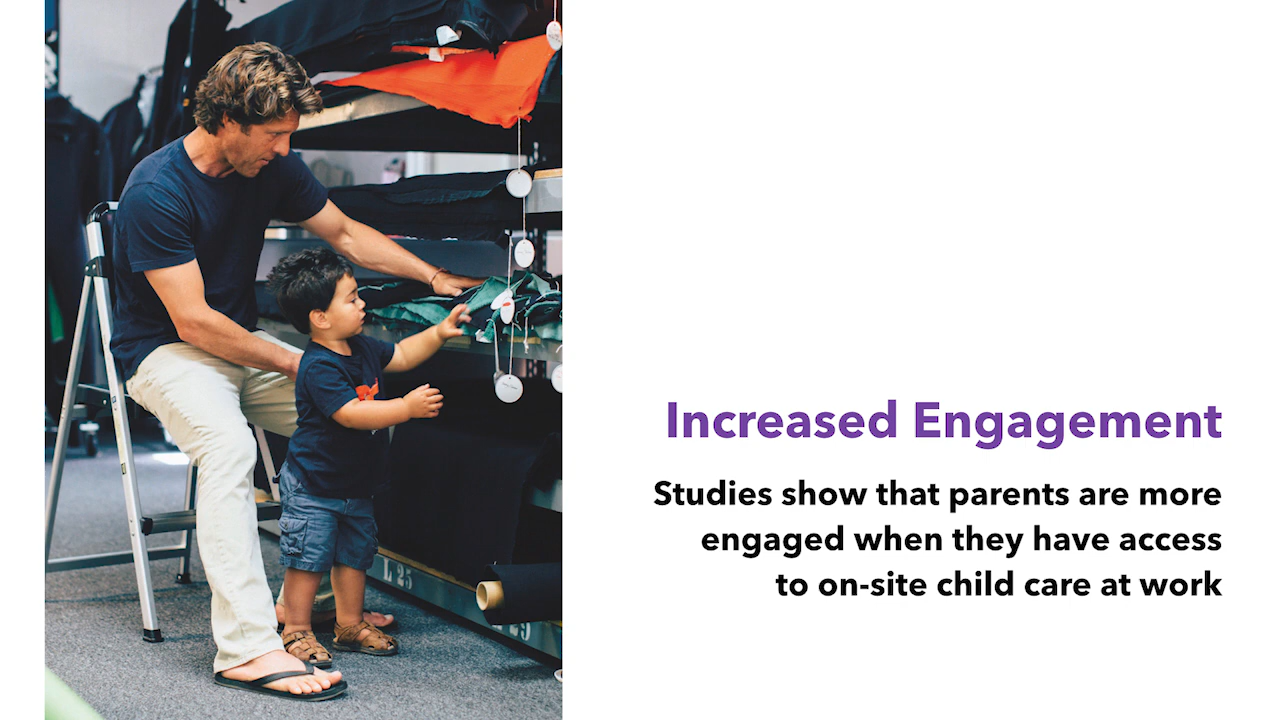 Increased Engagement
Studies show that parents are more
engaged when they have access
to on-site child care at work
L 25
29